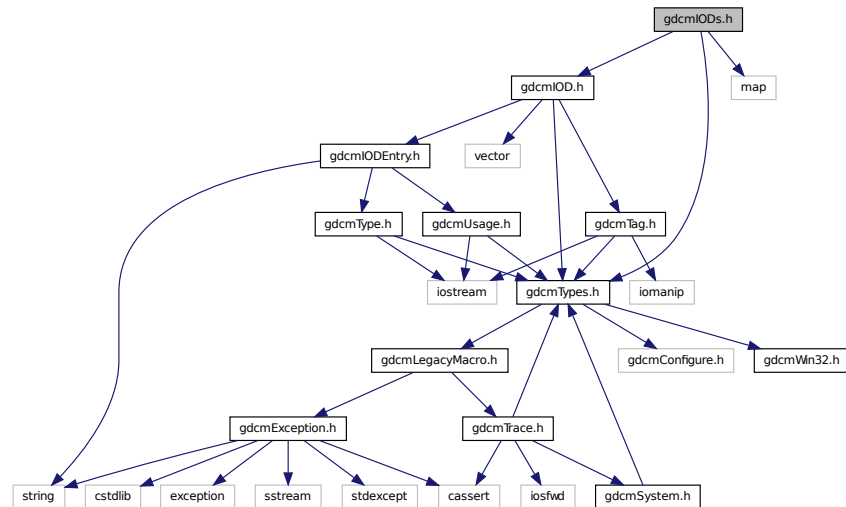 gdcmIODs.h
gdcmIOD.h
map
gdcmIODEntry.h
vector
gdcmType.h
gdcmUsage.h
gdcmTag.h
iostream
gdcmTypes.h
iomanip
gdcmLegacyMacro.h
gdcmConfigure.h
gdcmWin32.h
gdcmException.h
gdcmTrace.h
string
cstdlib
exception
sstream
stdexcept
cassert
iosfwd
gdcmSystem.h